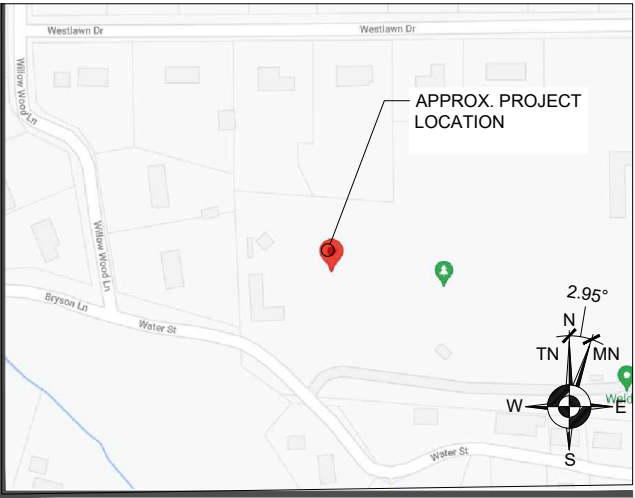 Westlawn Dr
Westlawn Dr
Willow Wood Ln
APPROX. PROJECT
LOCATION
Willow Wood Ln
2.95°
N
TN
MN
Bryson Ln
Water St
W
E
S
Weld
Water St